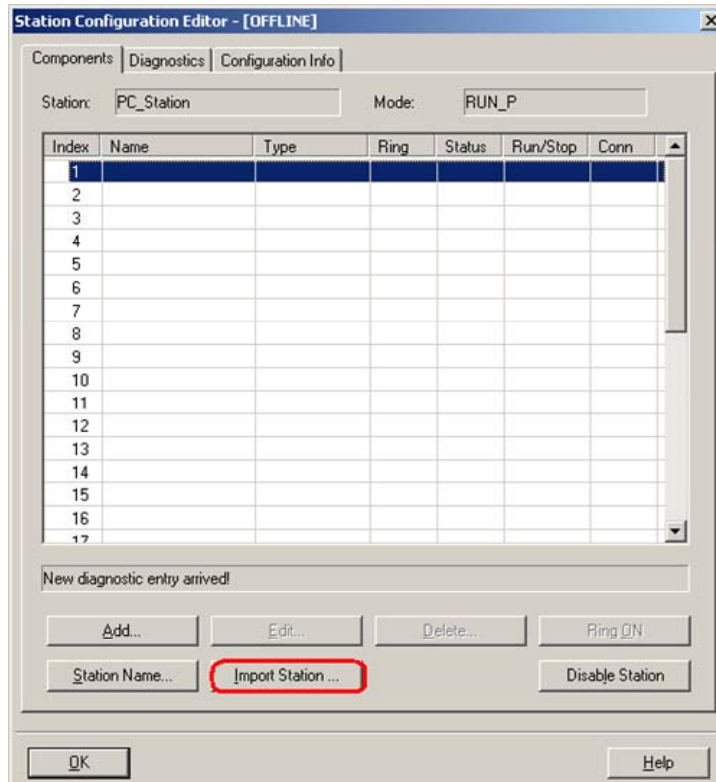 Station Configuration Editor - [OFFLINE]
Components Diagnostics Configuration Info
Station: PC_Station Mode: RUN_P
Index Name Type Ring Status Run/Stop Conn
1
2
3
4
5
6
7
8
9
10
11
12
13
14
15
16
17
New diagnostic entry arrived!
Add... Edit... Delete... Ring ON
Station Name... Import Station ... Disable Station
OK Help